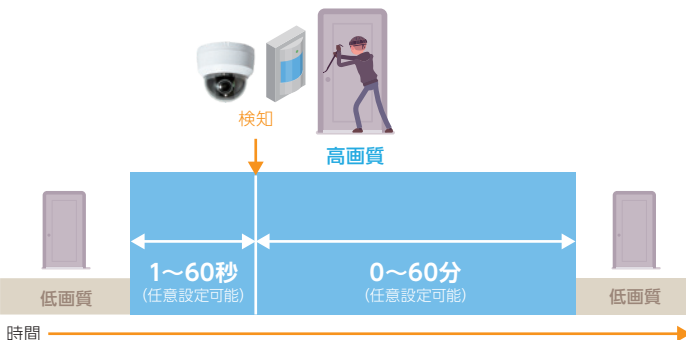 検知
高画質
1～60秒
（任意設定可能）
0～60分
（任意設定可能）
低画質
低画質
時間